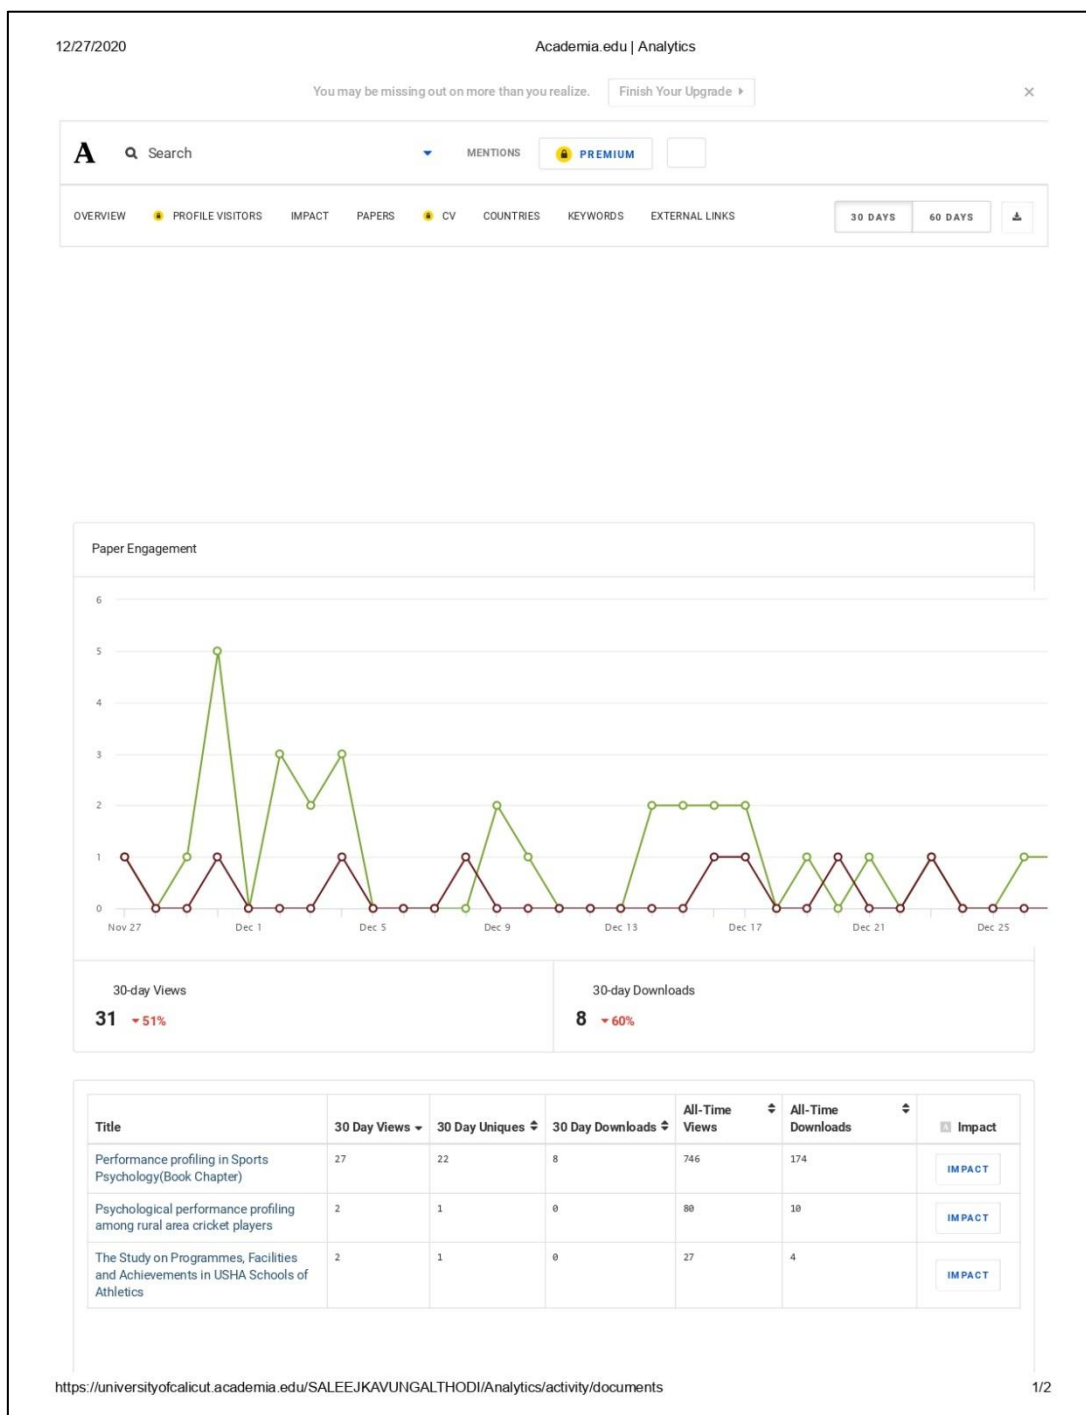 12/27/2020 Academia.edu | Analytics
You may be missing out on more than you realize. Finish Your Upgrade ×
A Search MENTIONS PREMIUM
OVERVIEW PROFILE VISITORS IMPACT PAPERS CV COUNTRIES KEYWORDS EXTERNAL LINKS 30 DAYS 60 DAYS
Paper Engagement
6
5
4
3
2
1
0
Nov 27 Dec 1 Dec 5 Dec 9 Dec 13 Dec 17 Dec 21 Dec 25
30-day Views 30-day Downloads
31 51% 8 60%
All-Time All-Time
Title 30 Day Views 30 Day Uniques 30 Day Downloads Views Downloads Impact
Performance profiling in Sports 27 22 8 746 174
Psychology(Book Chapter) IMPACT
Psychological performance profiling 2 1 0 80 10
among rural area cricket players IMPACT
The Study on Programmes, Facilities 2 1 0 27 4
and Achievements in USHA Schools of IMPACT
Athletics
https://universityofcalicut.academia.edu/SALEEJKAVUNGALTHODI/Analytics/activity/documents 1/2